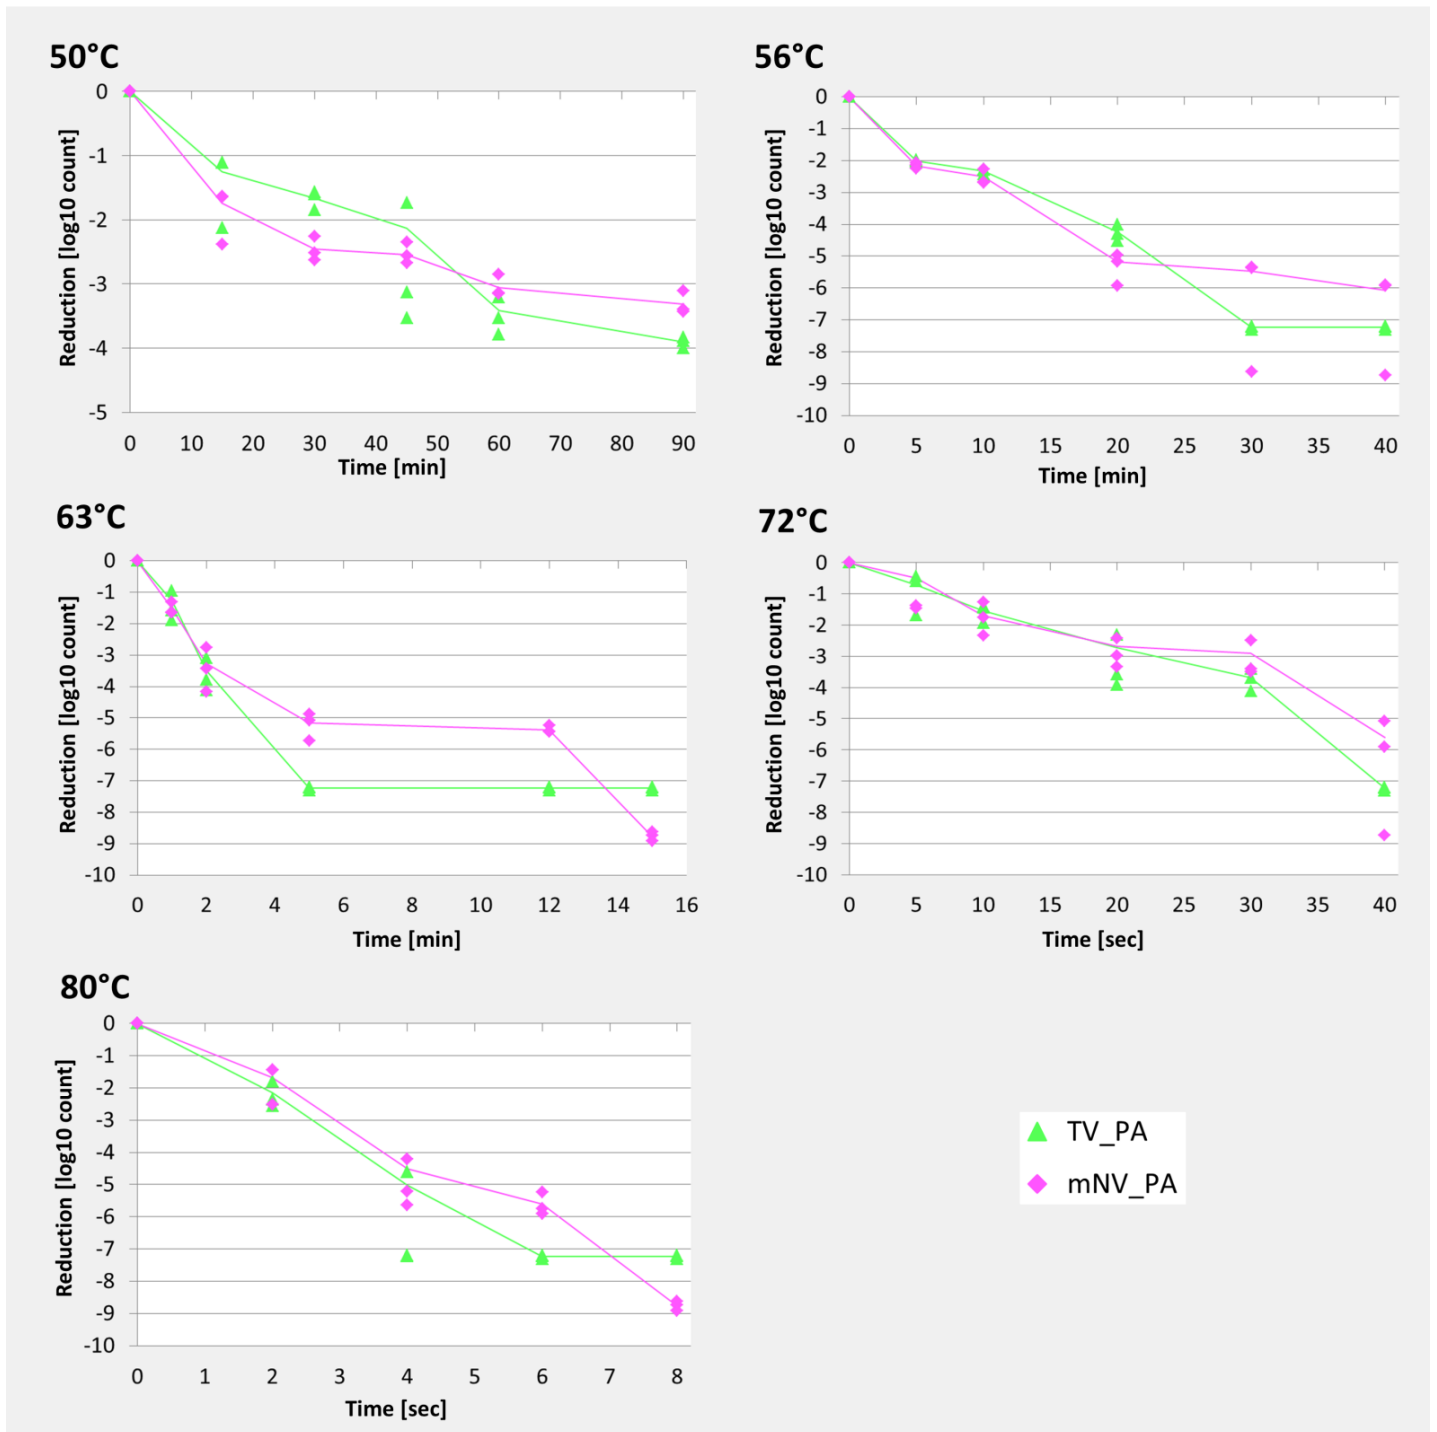 50°C
0
-1
-2
-3
-4
-5
Reduction [log10 count]
0 10 20 30 40 50 60 70 80 90
Time [min]
56°C
0
-1
-2
-3
-4
-5
-6
-7
-8
-9
-10
Reduction [log10 count]
0 5 10 15 20 25 30 35 40
Time [min]
63°C
0
-1
-2
-3
-4
-5
-6
-7
-8
-9
-10
Reduction [log10 count]
0 2 4 6 8 10 12 14 16
Time [min]
72°C
0
-1
-2
-3
-4
-5
-6
-7
-8
-9
-10
Reduction [log10 count]
0 5 10 15 20 25 30 35 40
Time [sec]
80°C
0
-1
-2
-3
-4
-5
-6
-7
-8
-9
-10
Reduction [log10 count]
0 1 2 3 4 5 6 7 8
Time [sec]
TV_PA
mNV_PA